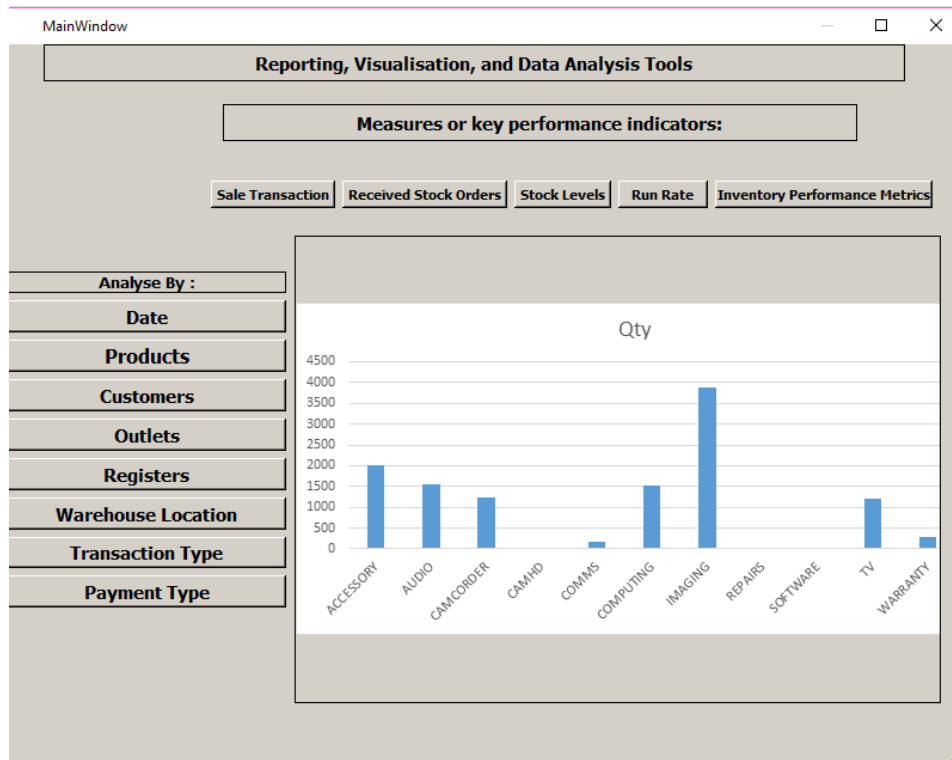 MainWindow
Reporting, Visualisation, and Data Analysis Tools
Measures or key performance indicators:
Sale Transaction Received Stock Orders Stock Levels Run Rate Inventory Performance Metrics
Analyse By :
Date
Products
Customers
Outlets
Registers
Warehouse Location
Transaction Type
Payment Type
Qty
4500
4000
3500
3000
2500
2000
1500
1000
500
0
ACCESSORY AUDIO CAMCORDER CAMHD COMMS COMPUTING IMAGING REPAIRS SOFTWARE TV WARRANTY